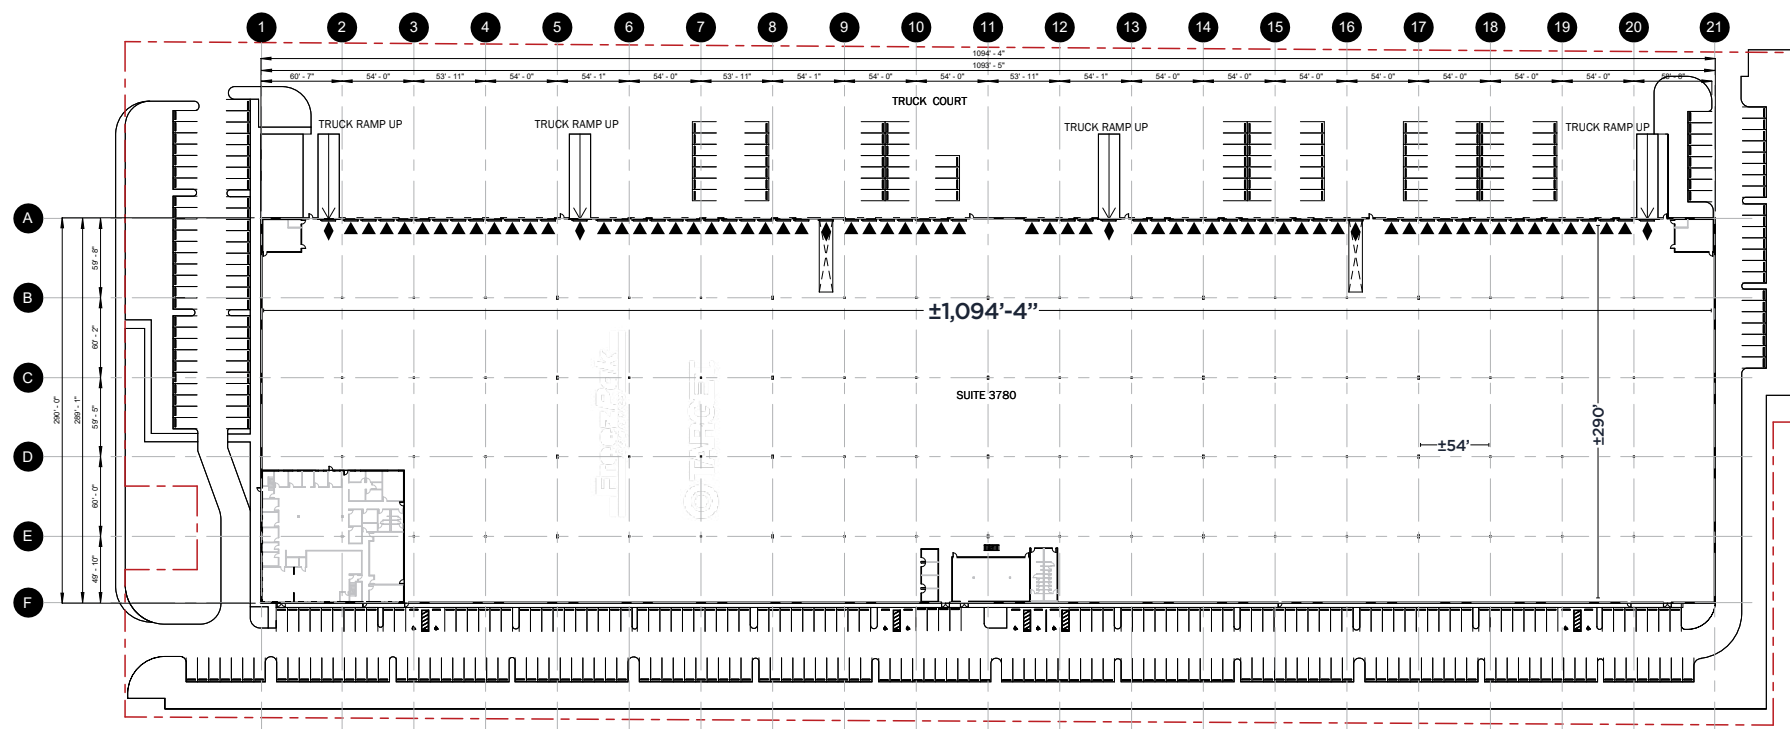 1 2 3 4 5 6 7 8 9 10 11 12 13 14 15 16 17 18 19 20 21
1094' - 4"
1093' - 5"
60' - 7" 54' - 0" 53' - 11" 54' - 0" 54' - 1" 54' - 0" 53' - 11" 54' - 1" 54' - 0" 54' - 0" 53' - 11" 54' - 1" 54' - 0" 54' - 0" 54' - 0" 54' - 0" 54' - 0" 54' - 0" 54' - 0"
TRUCK COURT
TRUCK RAMP UP
TRUCK RAMP UP
TRUCK RAMP UP
TRUCK RAMP UP
A
B
C
D
E
F
290' - 0"
289' - 1"
59' - 8"
60' - 2"
59' - 5"
60' - 0"
49' - 10"
±1,094'-4"
SUITE 3780
±54'
±290'
TARGET